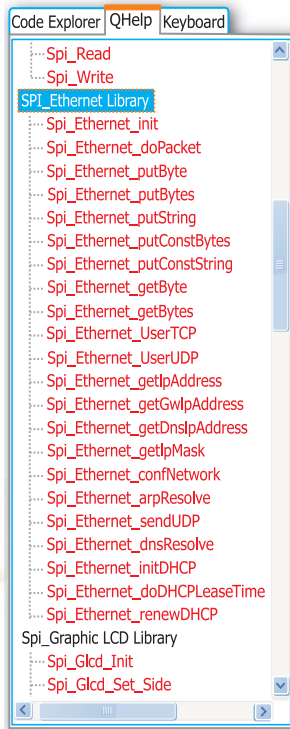 Code Explorer QHelp Keyboard
Spi_Read
Spi_Write
SPI_Ethernet Library
Spi_Ethernet_init
Spi_Ethernet_doPacket
Spi_Ethernet_putByte
Spi_Ethernet_putBytes
Spi_Ethernet_putString
Spi_Ethernet_putConstBytes
Spi_Ethernet_putConstString
Spi_Ethernet_getByte
Spi_Ethernet_getBytes
Spi_Ethernet_UserTCP
Spi_Ethernet_UserUDP
Spi_Ethernet_getIpAddress
Spi_Ethernet_getGwIpAddress
Spi_Ethernet_getDnsIpAddress
Spi_Ethernet_getIpMask
Spi_Ethernet_confNetwork
Spi_Ethernet_arpResolve
Spi_Ethernet_sendUDP
Spi_Ethernet_dnsResolve
Spi_Ethernet_initDHCP
Spi_Ethernet_doDHCPLeaseTime
Spi_Ethernet_renewDHCP
Spi_Graphic LCD Library
Spi_Glcd_Init
Spi_Glcd_Set_Side